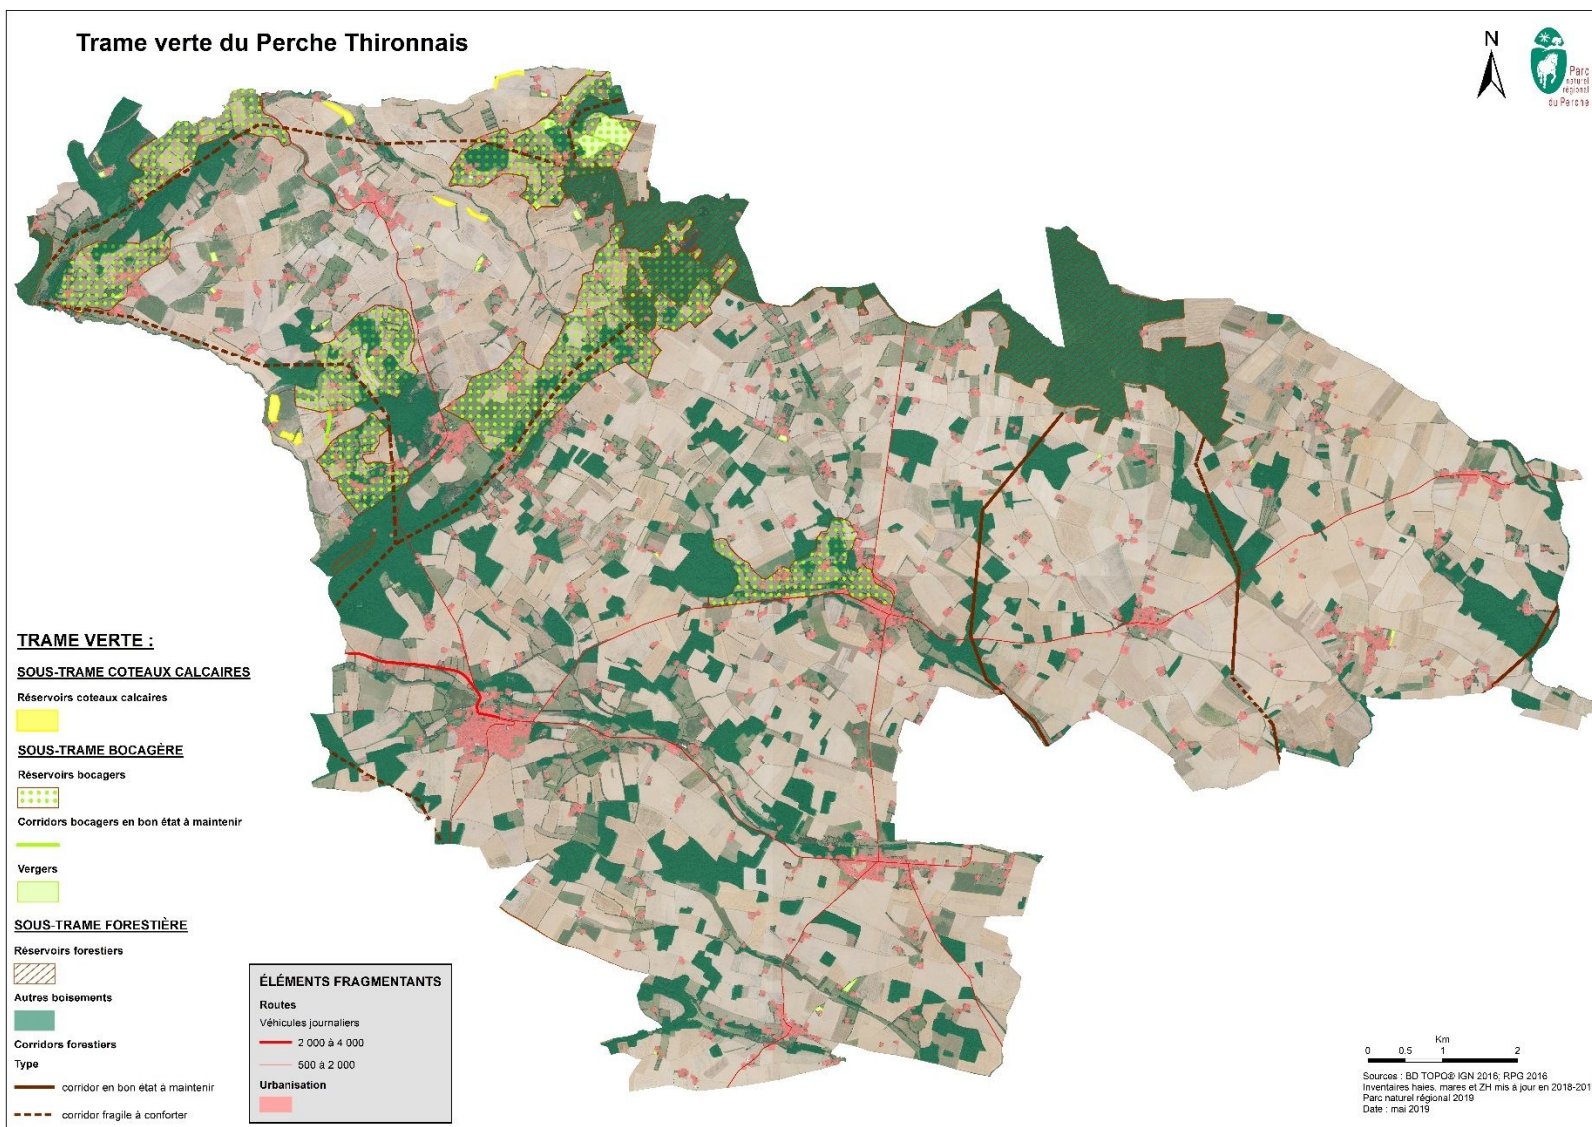 Trame verte du Perche Thironnais
N
Parc
naturel
régional
du Perche
TRAME VERTE :
SOUS-TRAME COTEAUX CALCAIRES
Réservoirs coteaux calcaires
SOUS-TRAME BOCAGÈRE
Réservoirs bocagers
Corridors bocagers en bon état à maintenir
Vergers
SOUS-TRAME FORESTIÈRE
Réservoirs forestiers
Autres boisements
Corridors forestiers
Type
corridor en bon état à maintenir
corridor fragile à conforter
ÉLÉMENTS FRAGMENTANTS
Routes
Véhicules journaliers
2 000 à 4 000
500 à 2 000
Urbanisation
Km
0 0.5 1 2
Sources : BD TOPO® IGN 2016; RPG 2016
Inventaires haies, mares et ZH mis à jour en 2018-201
Parc naturel régional 2019
Date : mai 2019